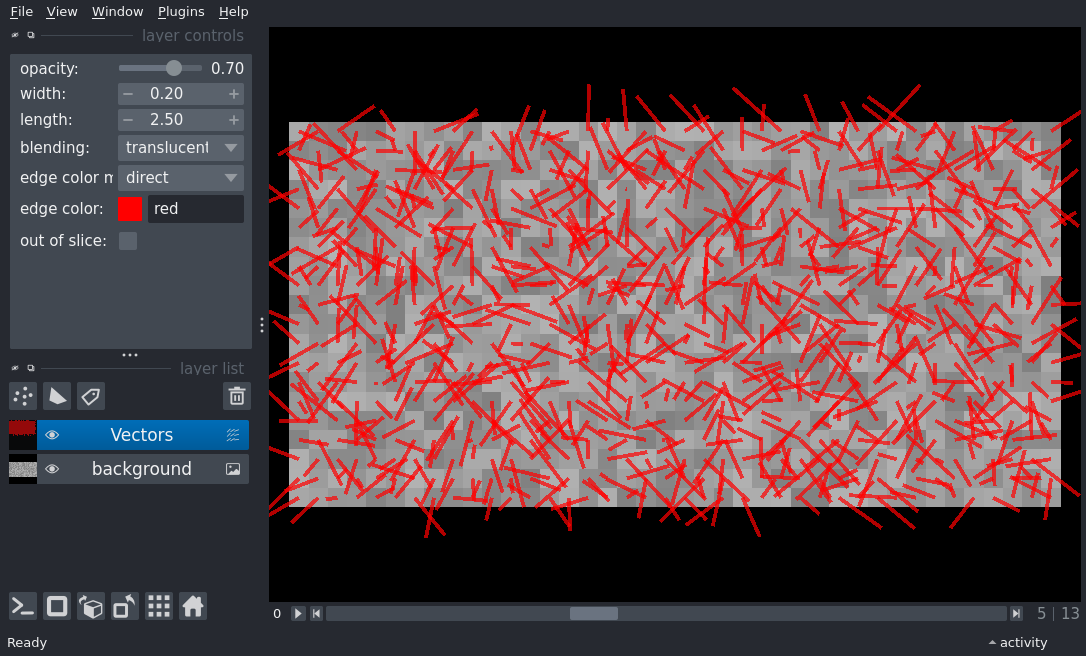 File View Window Plugins Help
layer controls
opacity: 0.70
width: − 0.20 +
length: − 2.50 +
blending: translucent
edge color m direct
edge color: red
out of slice:
layer list
Vectors
background
0 5 | 13
Ready activity